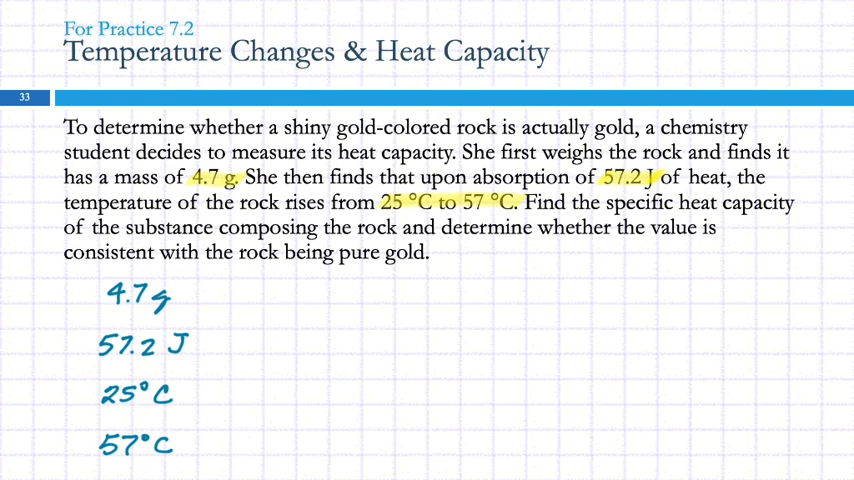 For Practice 7.2
Temperature Changes & Heat Capacity
33
To determine whether a shiny gold-colored rock is actually gold, a chemistry
student decides to measure its heat capacity. She first weighs the rock and finds it
has a mass of 4.7 g. She then finds that upon absorption of 57.2 J of heat, the
temperature of the rock rises from 25 °C to 57 °C. Find the specific heat capacity
of the substance composing the rock and determine whether the value is
consistent with the rock being pure gold.
4.7 g
57.2 J
25°C
57°C